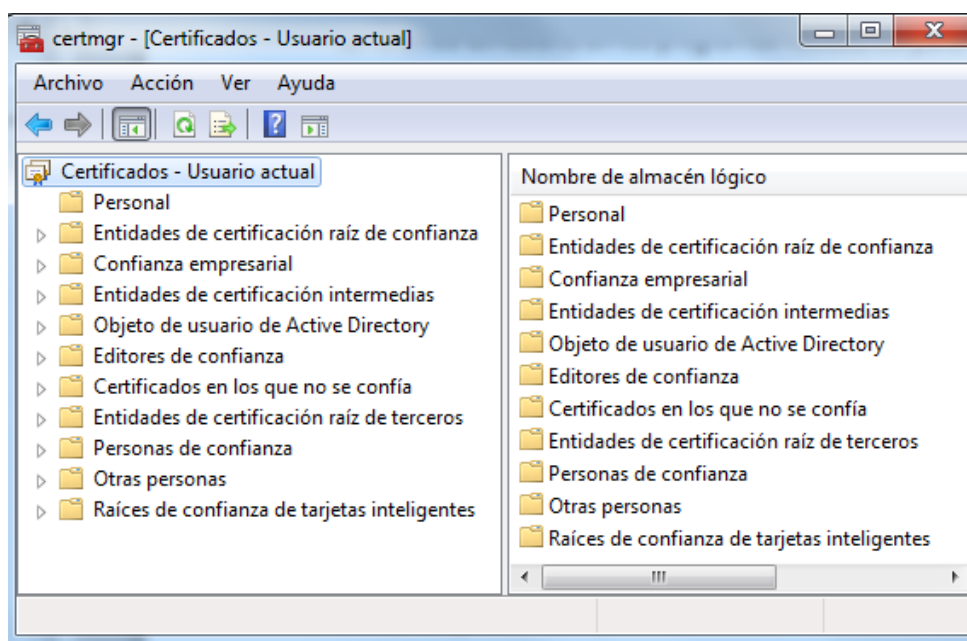 certmgr - [Certificados - Usuario actual]
Archivo Acción Ver Ayuda
Certificados - Usuario actual
Personal
Entidades de certificación raíz de confianza
Confianza empresarial
Entidades de certificación intermedias
Objeto de usuario de Active Directory
Editores de confianza
Certificados en los que no se confía
Entidades de certificación raíz de terceros
Personas de confianza
Otras personas
Raíces de confianza de tarjetas inteligentes
Nombre de almacén lógico
Personal
Entidades de certificación raíz de confianza
Confianza empresarial
Entidades de certificación intermedias
Objeto de usuario de Active Directory
Editores de confianza
Certificados en los que no se confía
Entidades de certificación raíz de terceros
Personas de confianza
Otras personas
Raíces de confianza de tarjetas inteligentes